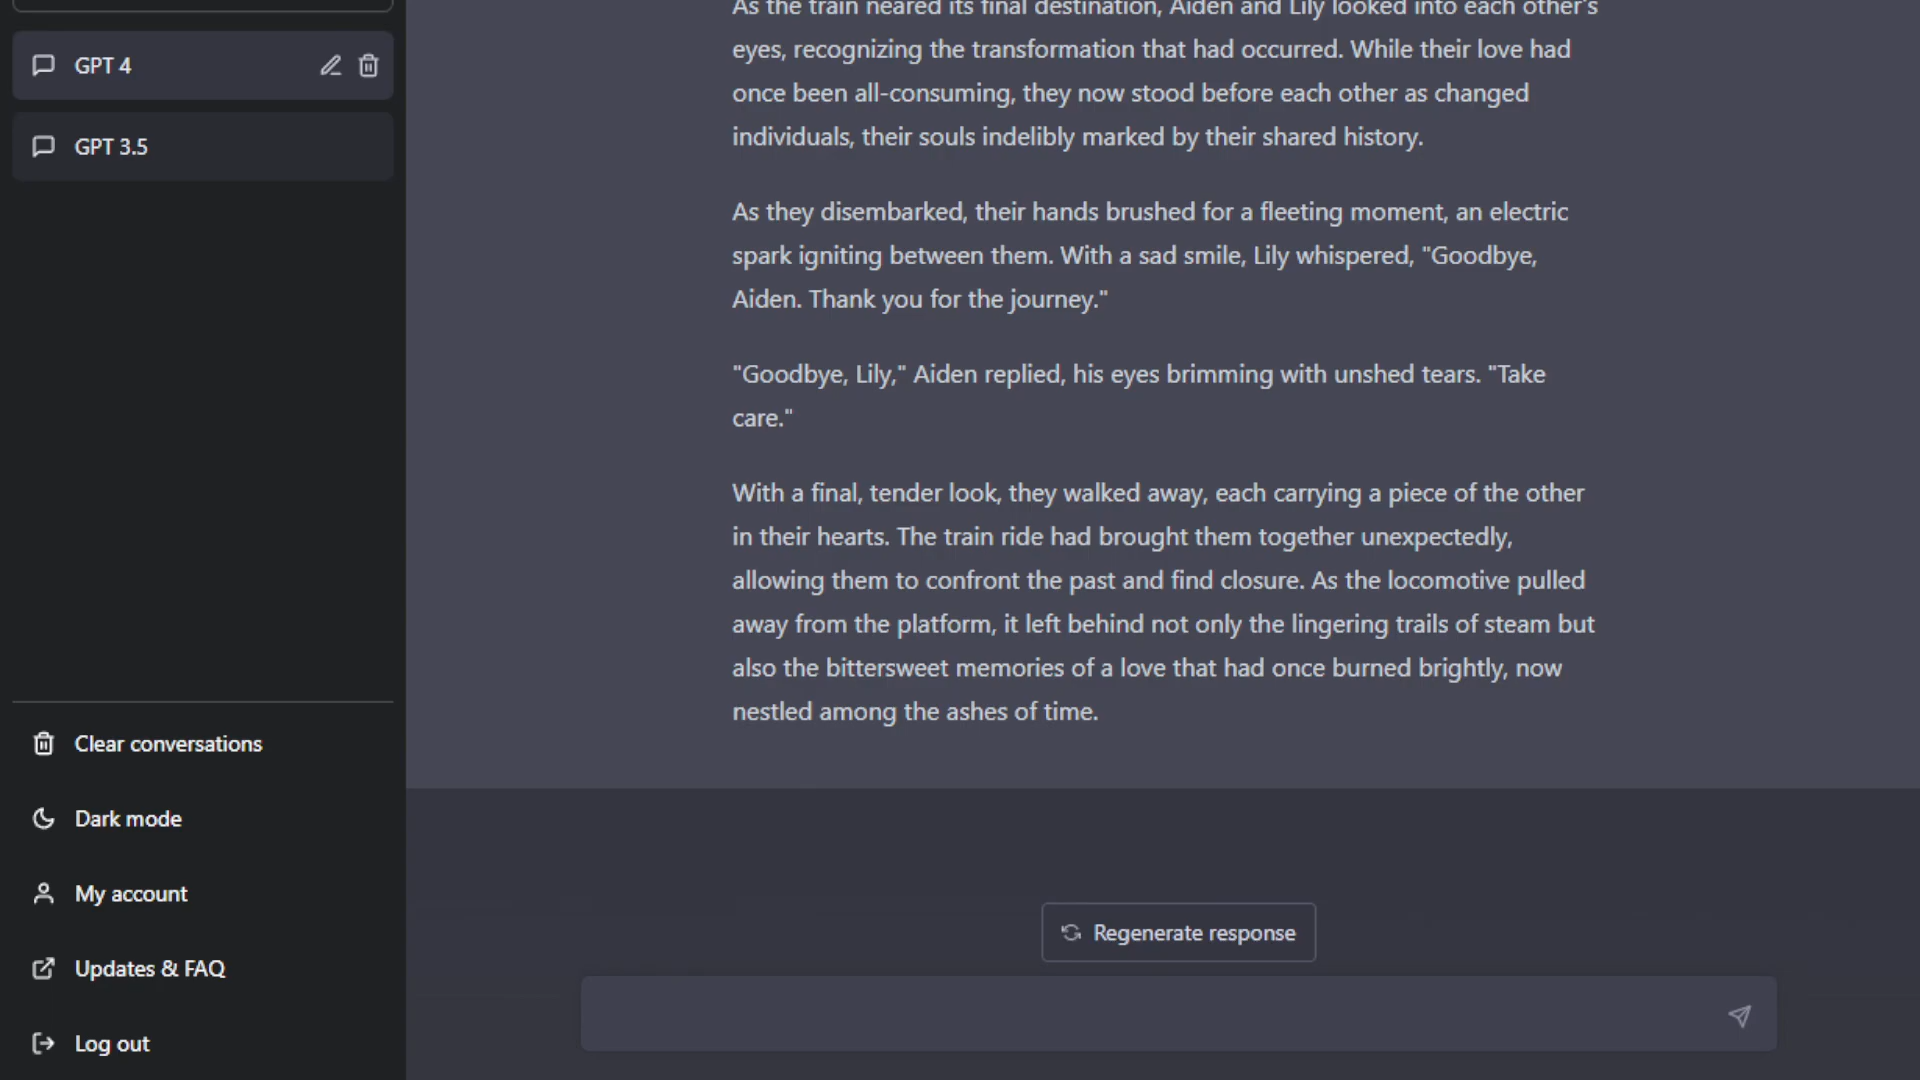 GPT 4
GPT 3.5
Clear conversations
Dark mode
My account
Updates & FAQ
Log out
As the train neared its final destination, Aiden and Lily looked into each other's
eyes, recognizing the transformation that had occurred. While their love had
once been all-consuming, they now stood before each other as changed
individuals, their souls indelibly marked by their shared history.
As they disembarked, their hands brushed for a fleeting moment, an electric
spark igniting between them. With a sad smile, Lily whispered, "Goodbye,
Aiden. Thank you for the journey."
"Goodbye, Lily," Aiden replied, his eyes brimming with unshed tears. "Take
care."
With a final, tender look, they walked away, each carrying a piece of the other
in their hearts. The train ride had brought them together unexpectedly,
allowing them to confront the past and find closure. As the locomotive pulled
away from the platform, it left behind not only the lingering trails of steam but
also the bittersweet memories of a love that had once burned brightly, now
nestled among the ashes of time.
Regenerate response